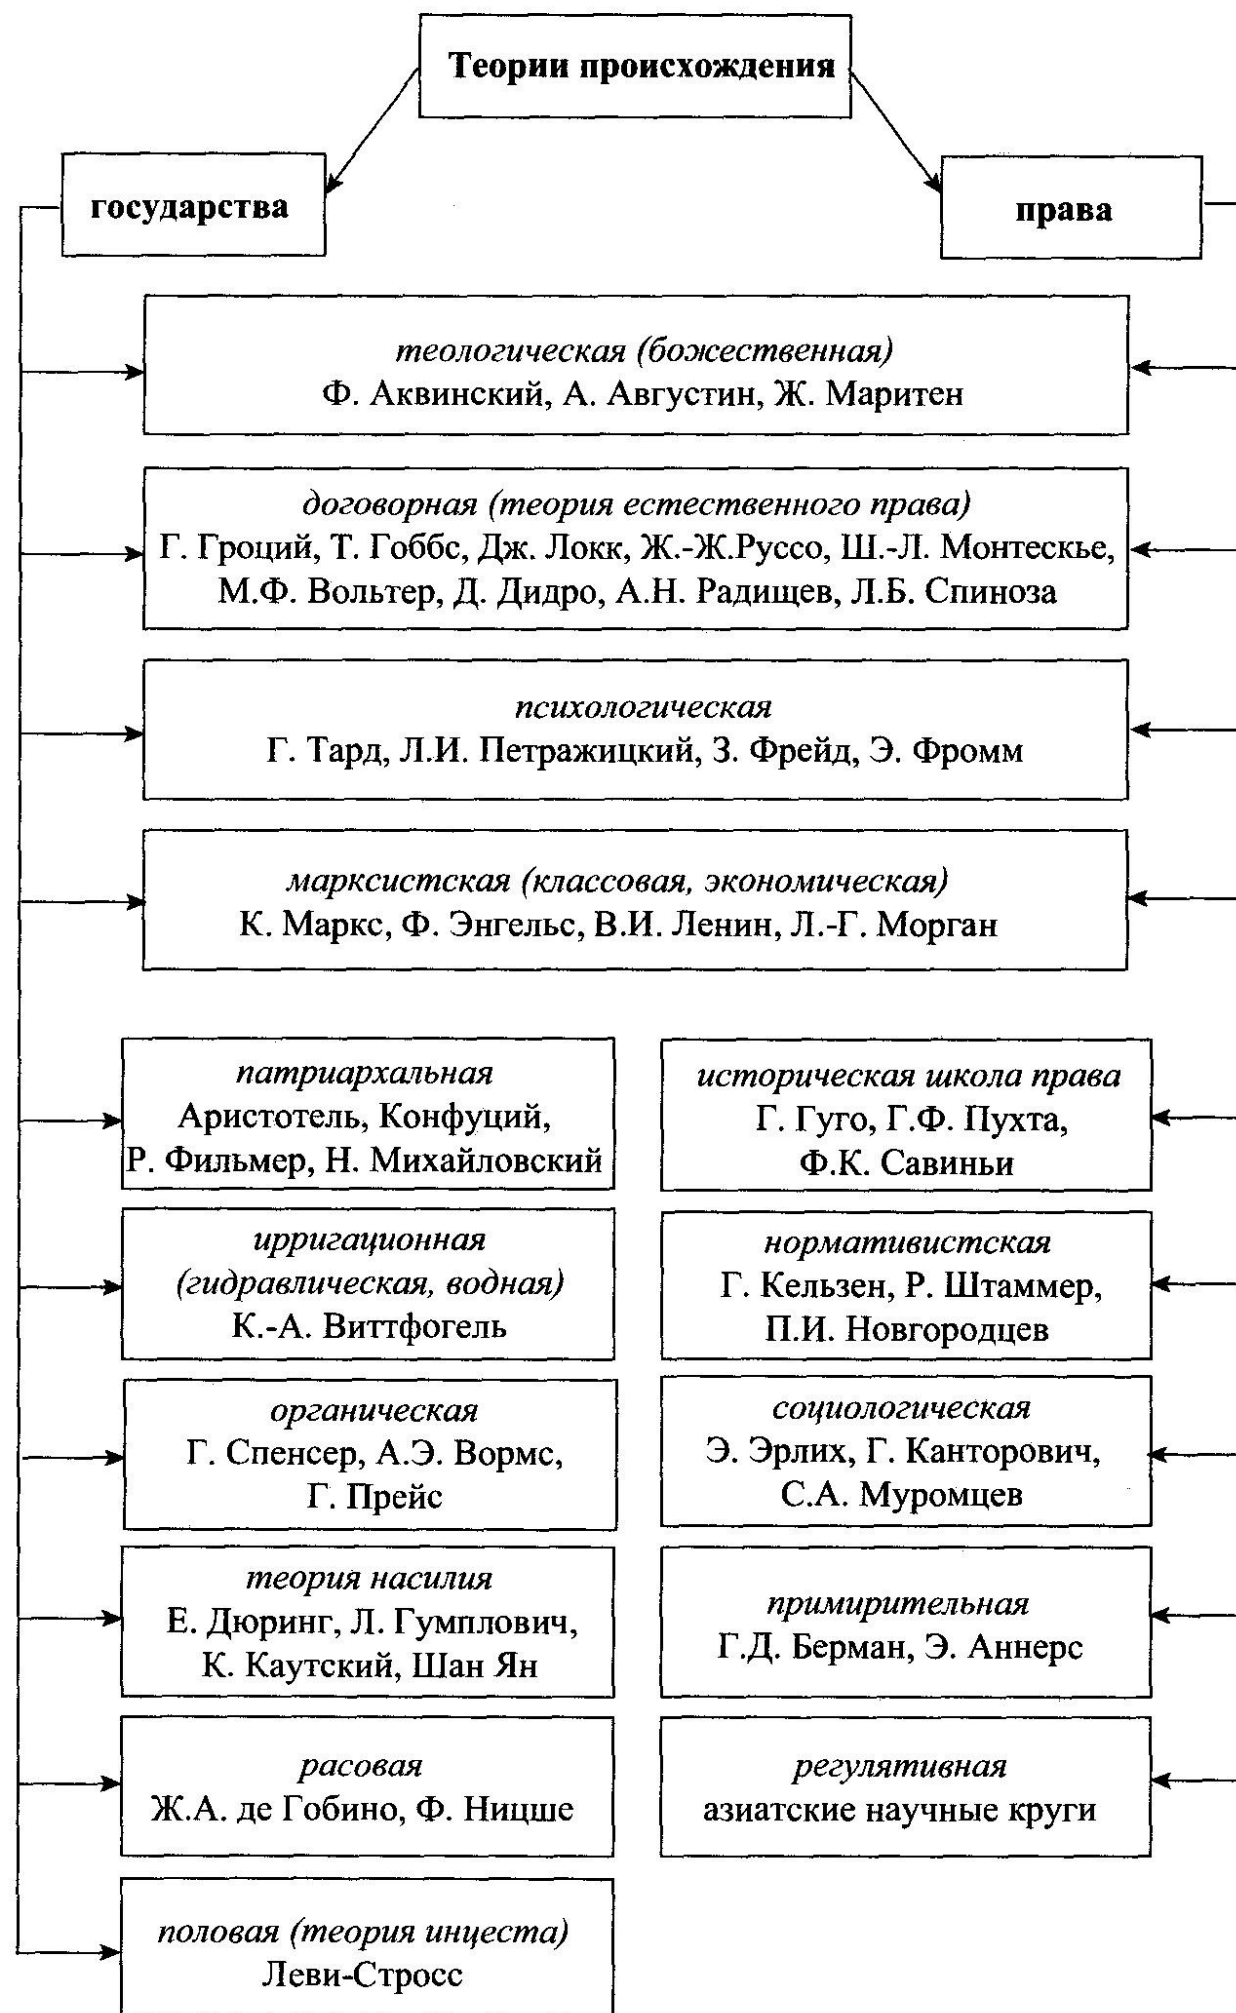 Теории происхождения
государства
права
теологическая (божественная)
Ф. Аквинский, А. Августин, Ж. Маритен
договорная (теория естественного права)
Г. Гроций, Т. Гоббс, Дж. Локк, Ж.-Ж.Руссо, Ш.-Л. Монтескье,
М.Ф. Вольтер, Д. Дидро, А.Н. Радищев, Л.Б. Спиноза
психологическая
Г. Тард, Л.И. Петражицкий, З. Фрейд, Э. Фромм
марксистская (классовая, экономическая)
К. Маркс, Ф. Энгельс, В.И. Ленин, Л.-Г. Морган
патриархальная
Аристотель, Конфуций,
Р. Фильмер, Н. Михайловский
историческая школа права
Г. Гуго, Г.Ф. Пухта,
Ф.К. Савиньи
ирригационная
(гидравлическая, водная)
К.-А. Виттфогель
нормативистская
Г. Кельзен, Р. Штаммер,
П.И. Новгородцев
органическая
Г. Спенсер, А.Э. Вормс,
Г. Прейс
социологическая
Э. Эрлих, Г. Канторович,
С.А. Муромцев
теория насилия
Е. Дюринг, Л. Гумплович,
К. Каутский, Шан Ян
примирительная
Г.Д. Берман, Э. Аннерс
расовая
Ж.А. де Гобино, Ф. Ницше
регулятивная
азиатские научные круги
половая (теория инцеста)
Леви-Стросс